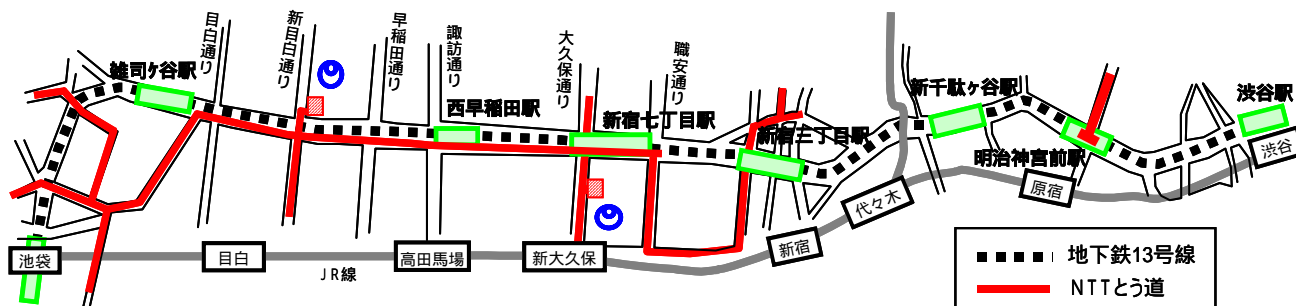 目白通り
新目白通り
早稲田通り
諏訪通り
大久保通り
職安通り
雑司ヶ谷駅
西早稲田駅
新宿七丁目駅
新宿三丁目駅
新千駄ヶ谷駅
明治神宮前駅
渋谷駅
池袋
目白
JR線
高田馬場
新大久保
新宿
代々木
原宿
渋谷
地下鉄13号線
NTTとう道